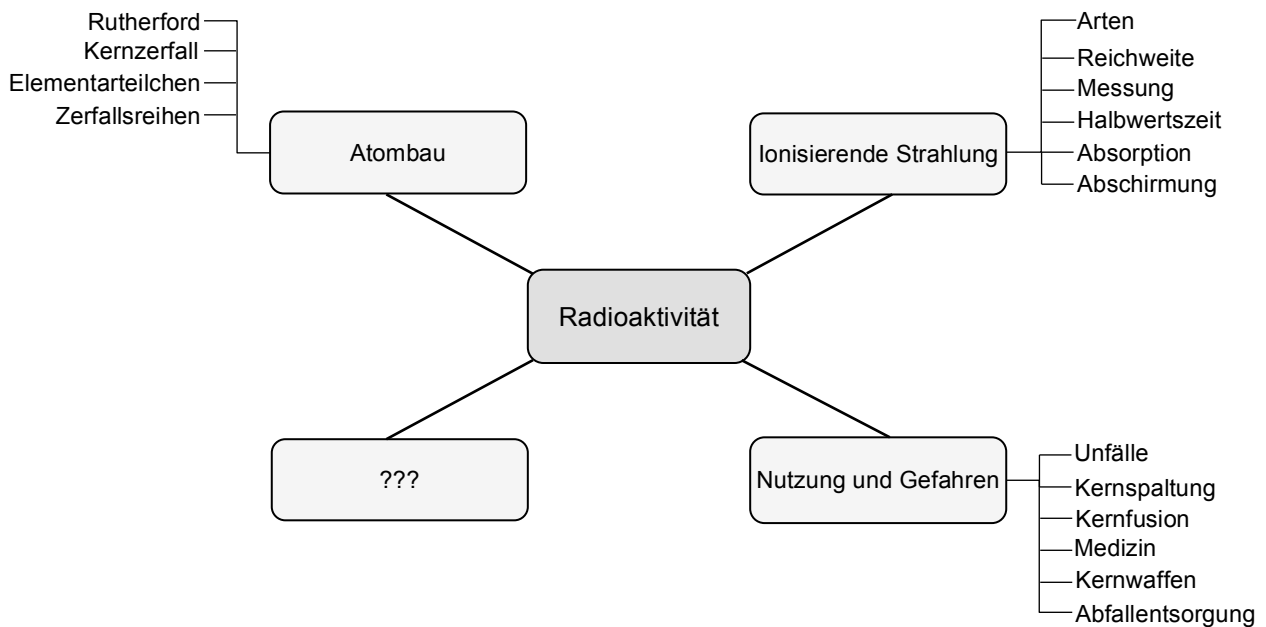 Rutherford
Kernzerfall
Elementarteilchen
Zerfallsreihen
Atombau
Ionisierende Strahlung
Arten
Reichweite
Messung
Halbwertszeit
Absorption
Abschirmung
Radioaktivität
???
Nutzung und Gefahren
Unfälle
Kernspaltung
Kernfusion
Medizin
Kernwaffen
Abfallentsorgung